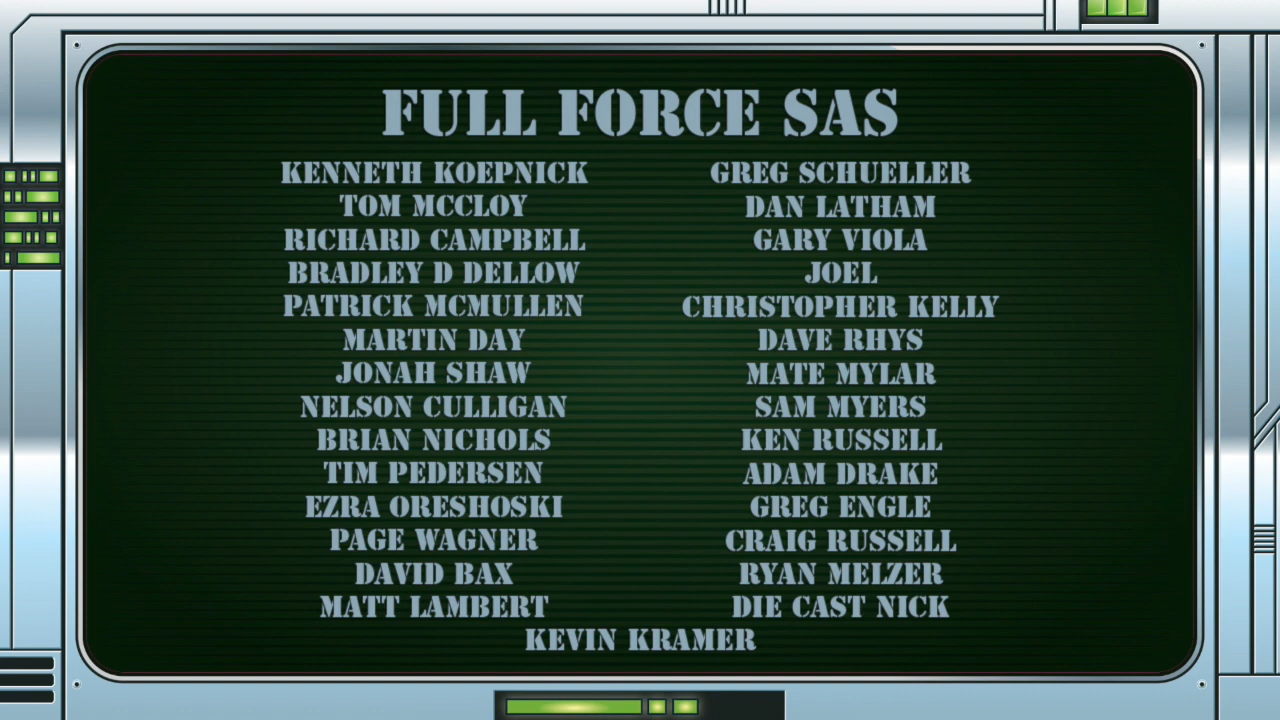 FULL FORCE SAS
KENNETH KOEPNICK
TOM MCCLOY
RICHARD CAMPBELL
BRADLEY D DELLOW
PATRICK MCMULLEN
MARTIN DAY
JONAH SHAW
NELSON CULLIGAN
BRIAN NICHOLS
TIM PEDERSEN
EZRA ORESHOSKI
PAGE WAGNER
DAVID BAX
MATT LAMBERT
GREG SCHUELLER
DAN LATHAM
GARY VIOLA
JOEL
CHRISTOPHER KELLY
DAVE RHYS
MATE MYLAR
SAM MYERS
KEN RUSSELL
ADAM DRAKE
GREG ENGLE
CRAIG RUSSELL
RYAN MELZER
DIE CAST NICK
KEVIN KRAMER